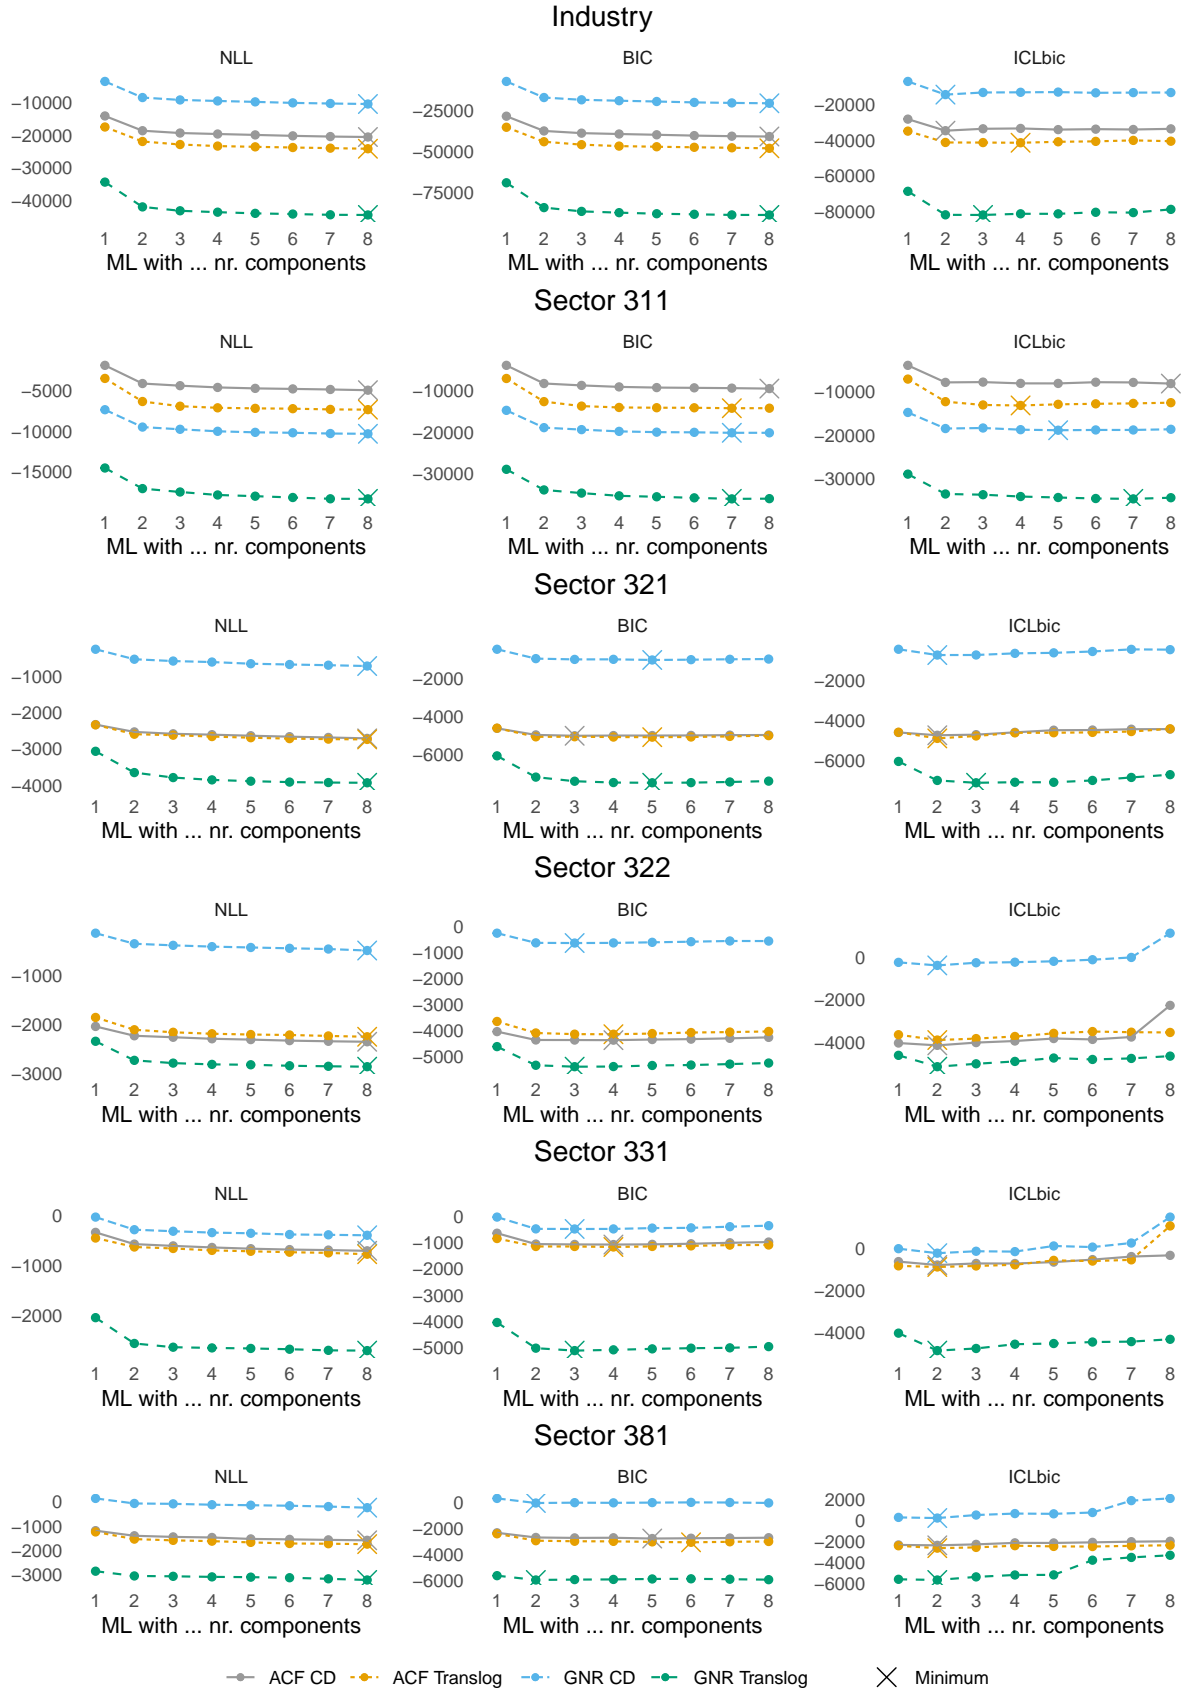 Industry
NLL BIC ICLbic
−10000
−20000
−30000
−40000
−25000
−50000
−75000
−20000
−40000
−60000
−80000
1 2 3 4 5 6 7 8 1 2 3 4 5 6 7 8 1 2 3 4 5 6 7 8
ML with ... nr. components ML with ... nr. components ML with ... nr. components
Sector 311
NLL BIC ICLbic
−5000
−10000
−15000
−10000
−20000
−30000
−10000
−20000
−30000
1 2 3 4 5 6 7 8 1 2 3 4 5 6 7 8 1 2 3 4 5 6 7 8
ML with ... nr. components ML with ... nr. components ML with ... nr. components
Sector 321
NLL BIC ICLbic
−1000
−2000
−3000
−4000
−2000
−4000
−6000
−2000
−4000
−6000
1 2 3 4 5 6 7 8 1 2 3 4 5 6 7 8 1 2 3 4 5 6 7 8
ML with ... nr. components ML with ... nr. components ML with ... nr. components
Sector 322
NLL BIC ICLbic
−1000
−2000
−3000
0
−1000
−2000
−3000
−4000
−5000
0
−2000
−4000
1 2 3 4 5 6 7 8 1 2 3 4 5 6 7 8 1 2 3 4 5 6 7 8
ML with ... nr. components ML with ... nr. components ML with ... nr. components
Sector 331
NLL BIC ICLbic
0
−1000
−2000
0
−1000
−2000
−3000
−4000
−5000
0
−2000
−4000
1 2 3 4 5 6 7 8 1 2 3 4 5 6 7 8 1 2 3 4 5 6 7 8
ML with ... nr. components ML with ... nr. components ML with ... nr. components
Sector 381
NLL BIC ICLbic
0
−1000
−2000
−3000
0
−2000
−4000
−6000
2000
0
−2000
−4000
−6000
1 2 3 4 5 6 7 8 1 2 3 4 5 6 7 8 1 2 3 4 5 6 7 8
ML with ... nr. components ML with ... nr. components ML with ... nr. components
ACF CD ACF Translog GNR CD GNR Translog Minimum